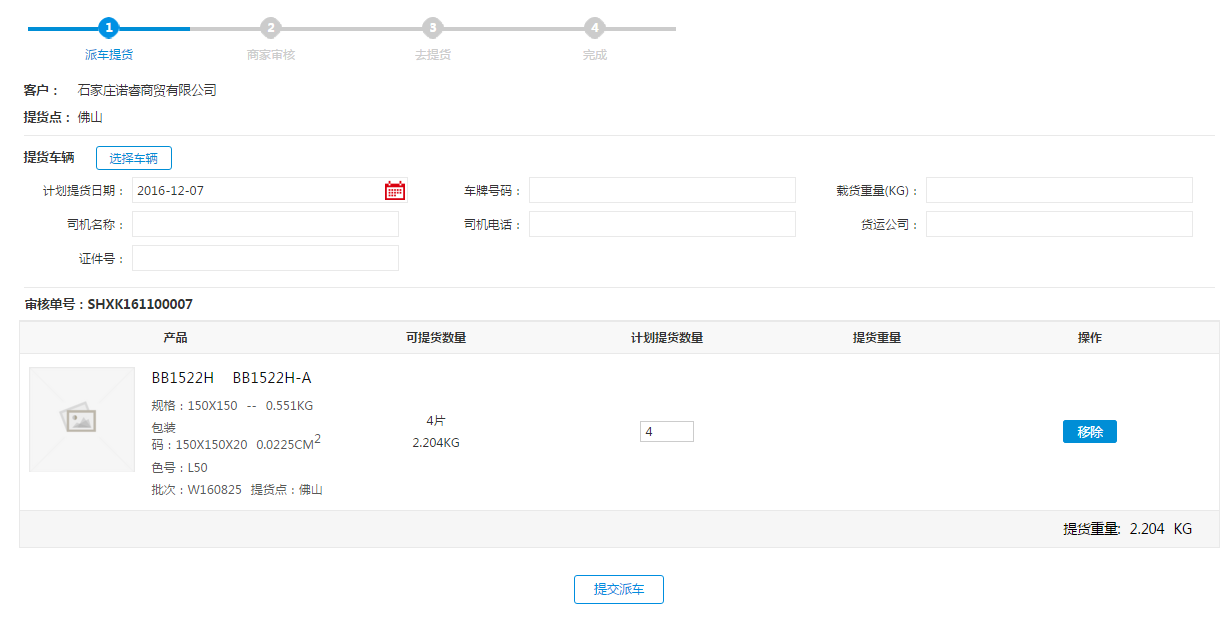 1 2 3 4
派车提货 商家审核 去提货 完成
客户： 石家庄诺睿商贸有限公司
提货点： 佛山
提货车辆 选择车辆
计划提货日期： 2016-12-07 车牌号码： 载货重量(KG)：
司机名称： 司机电话： 货运公司：
证件号：
审核单号：SHXK161100007
产品 可提货数量 计划提货数量 提货重量 操作
BB1522H BB1522H-A
规格：150X150 -- 0.551KG
包装
码：150X150X20 0.0225CM2
色号：L50
批次：W160825 提货点：佛山
4片
2.204KG
4
移除
提货重量: 2.204 KG
提交派车